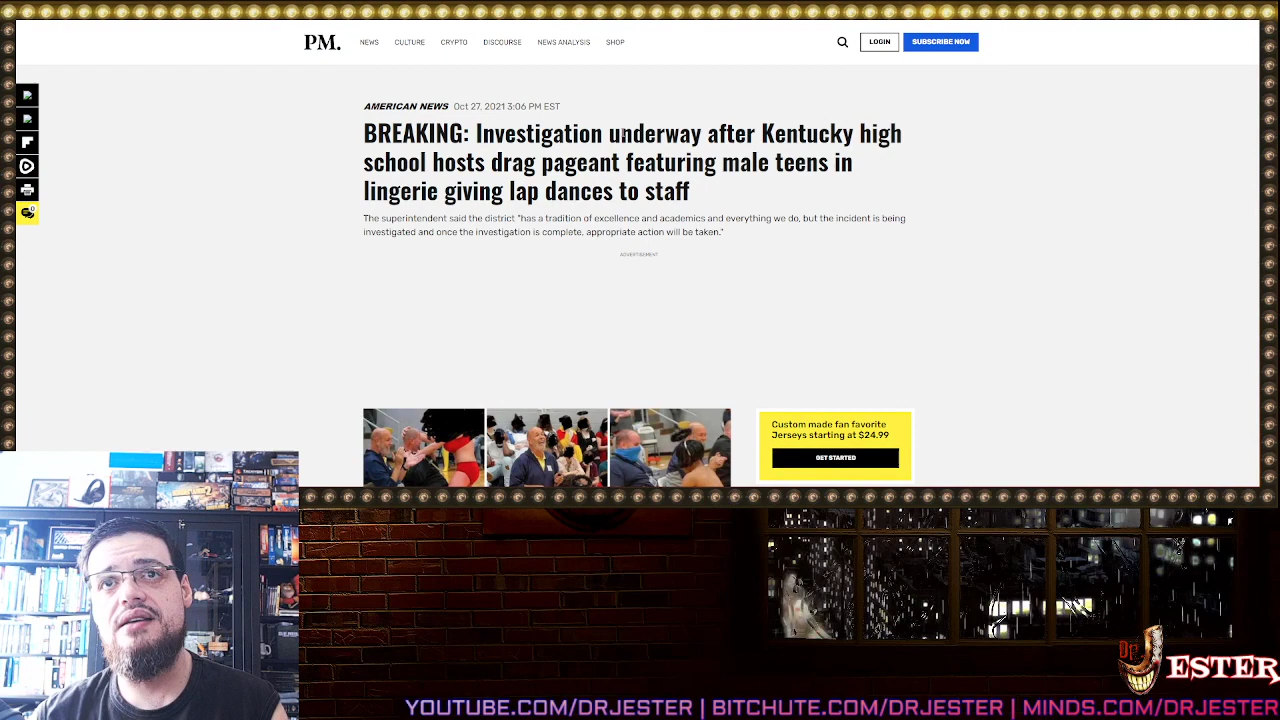 PM.
NEWS CULTURE CRYPTO DISCOURSE NEWS ANALYSIS SHOP
LOGIN
SUBSCRIBE NOW
AMERICAN NEWS Oct 27, 2021 3:06 PM EST
BREAKING: Investigation underway after Kentucky high
school hosts drag pageant featuring male teens in
lingerie giving lap dances to staff
The superintendent said the district "has a tradition of excellence and academics and everything we do, but the incident is being
investigated and once the investigation is complete, appropriate action will be taken."
ADVERTISEMENT
0
Custom made fan favorite
Jerseys starting at $24.99
GET STARTED
Dr. JESTER
YOUTUBE.COM/DRJESTER | BITCHUTE.COM/DRJESTER | MINDS.COM/DRJESTER